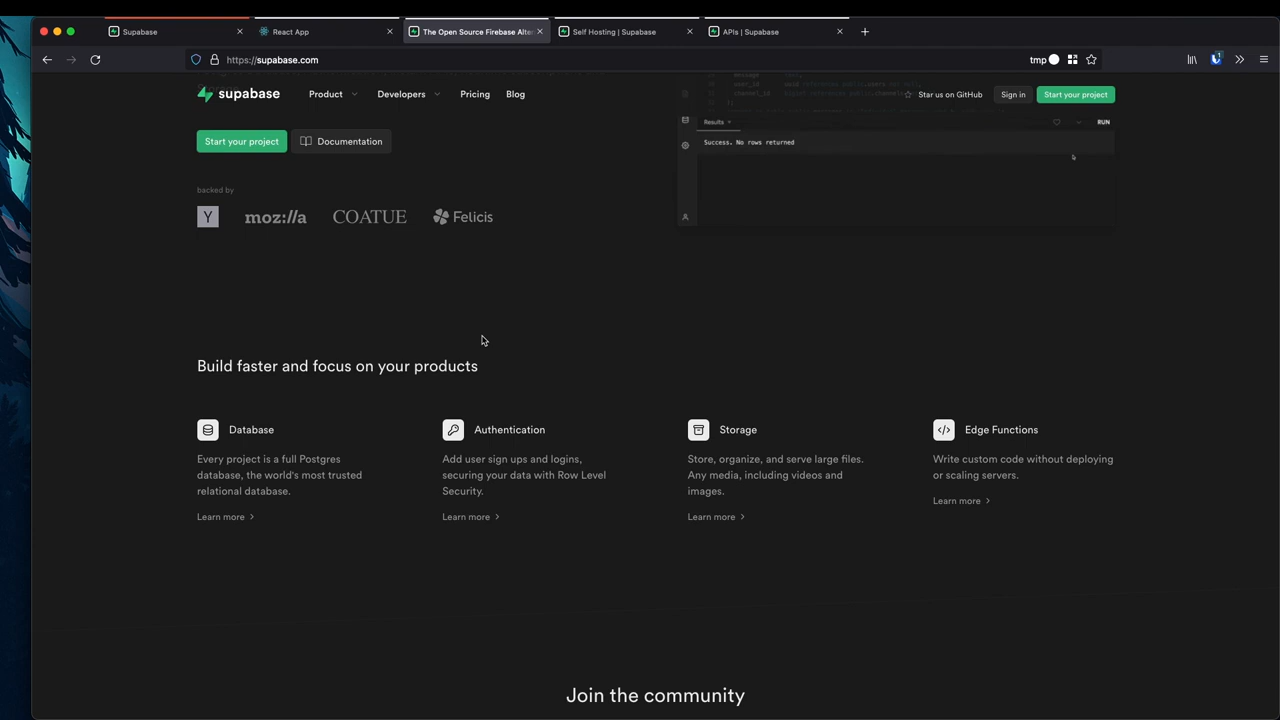 Supabase
React App
The Open Source Firebase Alter
Self Hosting | Supabase
APIs | Supabase
https://supabase.com
tmp
1
supabase
Product
Developers
Pricing
Blog
Star us on GitHub
Sign in
Start your project
Start your project
Documentation
Results
RUN
Success. No rows returned
backed by
Y
moz://a
COATUE
Felicis
Build faster and focus on your products
Database
Authentication
Storage
Edge Functions
Every project is a full Postgres
database, the world's most trusted
relational database.
Learn more
Add user sign ups and logins,
securing your data with Row Level
Security.
Learn more
Store, organize, and serve large files.
Any media, including videos and
images.
Learn more
Write custom code without deploying
or scaling servers.
Learn more
Join the community